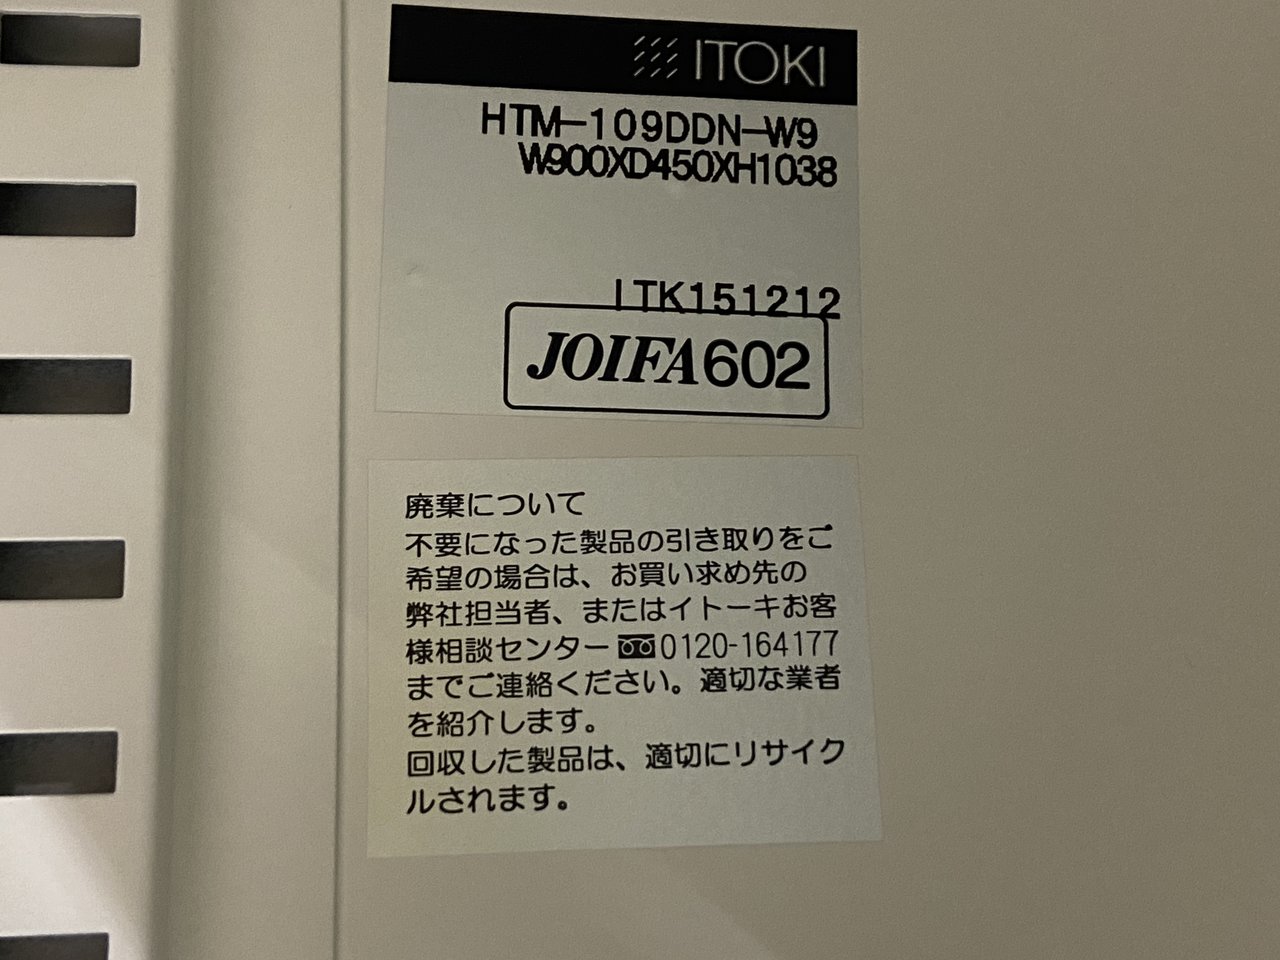 ITOKI
HTM-109DDN-W9
W900XD450XH1038
ITK151212
JOIFA602
廃棄について
不要になった製品の引き取りをご
希望の場合は、お買い求め先の
弊社担当者、またはイトーキお客
様相談センター0120-164177
までご連絡ください。適切な業者
を紹介します。
回収した製品は、適切にリサイク
ルされます。